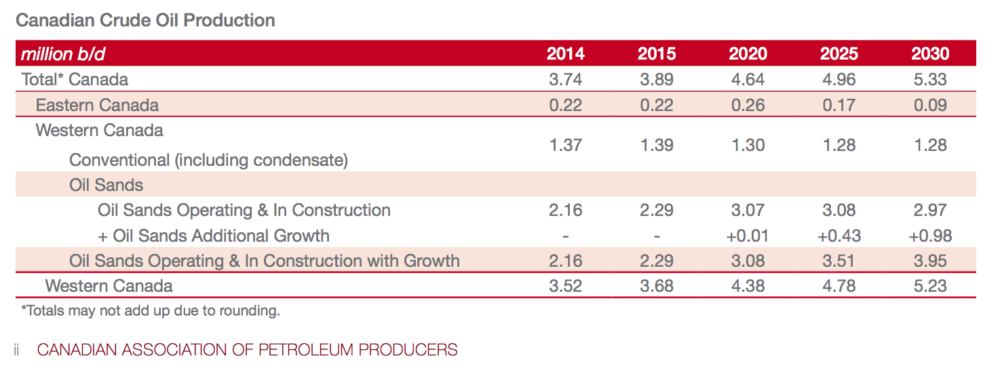 Canadian Crude Oil Production
million b/d 2014 2015 2020 2025 2030
Total* Canada 3.74 3.89 4.64 4.96 5.33
Eastern Canada 0.22 0.22 0.26 0.17 0.09
Western Canada
1.37 1.39 1.30 1.28 1.28
Conventional (including condensate)
Oil Sands
Oil Sands Operating & In Construction 2.16 2.29 3.07 3.08 2.97
+ Oil Sands Additional Growth - - +0.01 +0.43 +0.98
Oil Sands Operating & In Construction with Growth 2.16 2.29 3.08 3.51 3.95
Western Canada 3.52 3.68 4.38 4.78 5.23
*Totals may not add up due to rounding.
ii CANADIAN ASSOCIATION OF PETROLEUM PRODUCERS